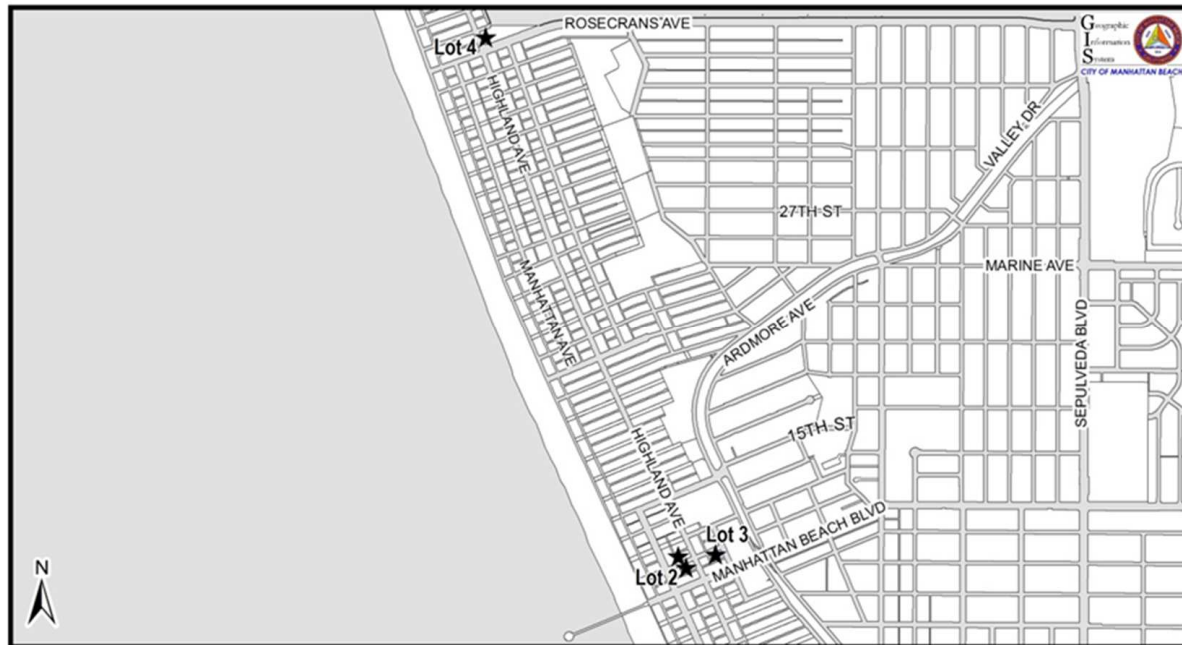 ROSECRANS AVE
Lot 4
Geographic
Information
System
CITY OF MANHATTAN BEACH
HIGHLAND AVE
VALLEY DR
27TH ST
MANHATTAN AVE
MARINE AVE
ARDMORE AVE
SEPULVEDA BLVD
15TH ST
HIGHLAND AVE
Lot 3
MANHATTAN BEACH BLVD
Lot 2
N